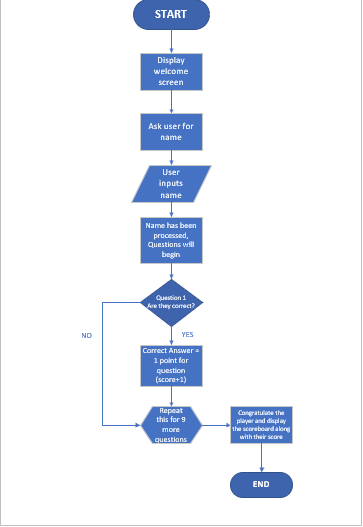 START
Display
welcome
screen
Ask user for
name
User
inputs
name
Name has been
processed,
Questions will
begin
Question 1
Are they correct?
NO
YES
Correct Answer =
1 point for
question
(score+1)
Repeat
this for 9
more
questions
Congratulate the
player and display
the scoreboard along
with their score
END